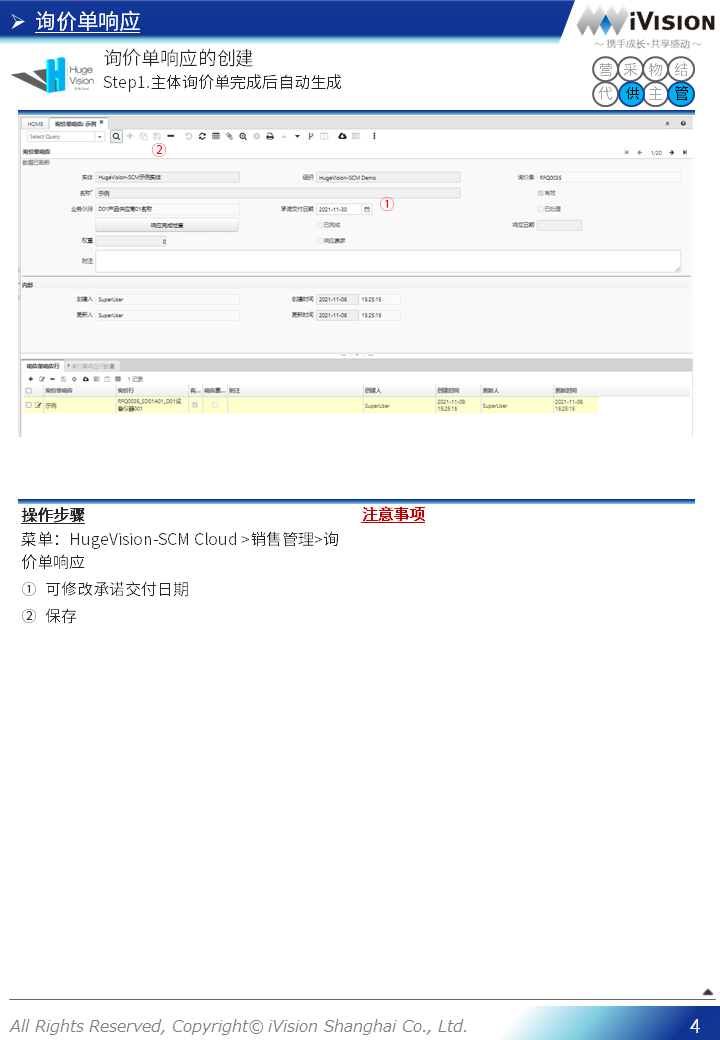 ➢ 询价单响应
iVISION
～ 携手成长·共享感动 ～
Huge
Vision
询价单响应的创建
Step1.主体询价单完成后自动生成
营 采 物 结
代 供 主 管
HOME 询价单响应: 示例 ×
Select Query
②
询价单响应
1/20
数据已刷新
实体 HugeVision-SCM示例实体 组织 HugeVision-SCM Demo 询价单 RFQ0035
名称* 示例 有效
业务伙伴 D01产品供应商01名称 承诺交付日期 2021-11-30 ① 已处理
响应完成检查 已完成 响应日期
权重 0 响应赢家
附注
内部
创建人 SuperUser 创建时间 2021-11-08 15:25:15
更新人 SuperUser 更新时间 2021-11-08 15:25:15
询价单响应行 询价单响应行数量
1 记录
询价单响应 询价行 有... 响应赢... 附注 创建人 创建时间 更新人 更新时间
示例 RFQ0035_SD01A01_D01设备仪器001 SuperUser 2021-11-08 15:25:15 SuperUser 2021-11-08 15:25:15
操作步骤
菜单：HugeVision-SCM Cloud >销售管理>询
价单响应
① 可修改承诺交付日期
② 保存
注意事项
All Rights Reserved, Copyright© iVision Shanghai Co., Ltd.
4